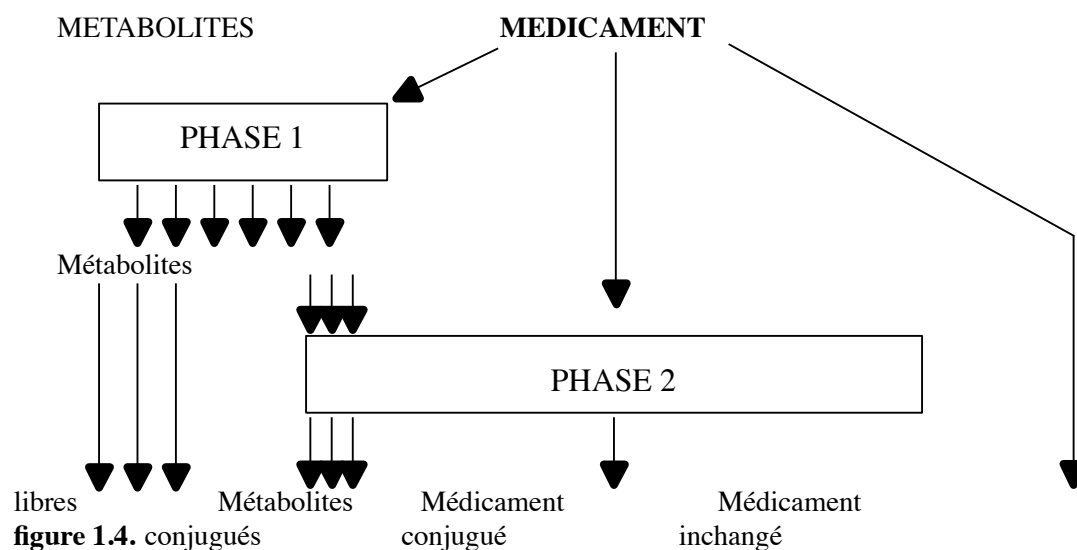 METABOLITES MEDICAMENT
PHASE 1
Métabolites
PHASE 2
libres Métabolites Médicament Médicament
figure 1.4. conjugués conjugué inchangé